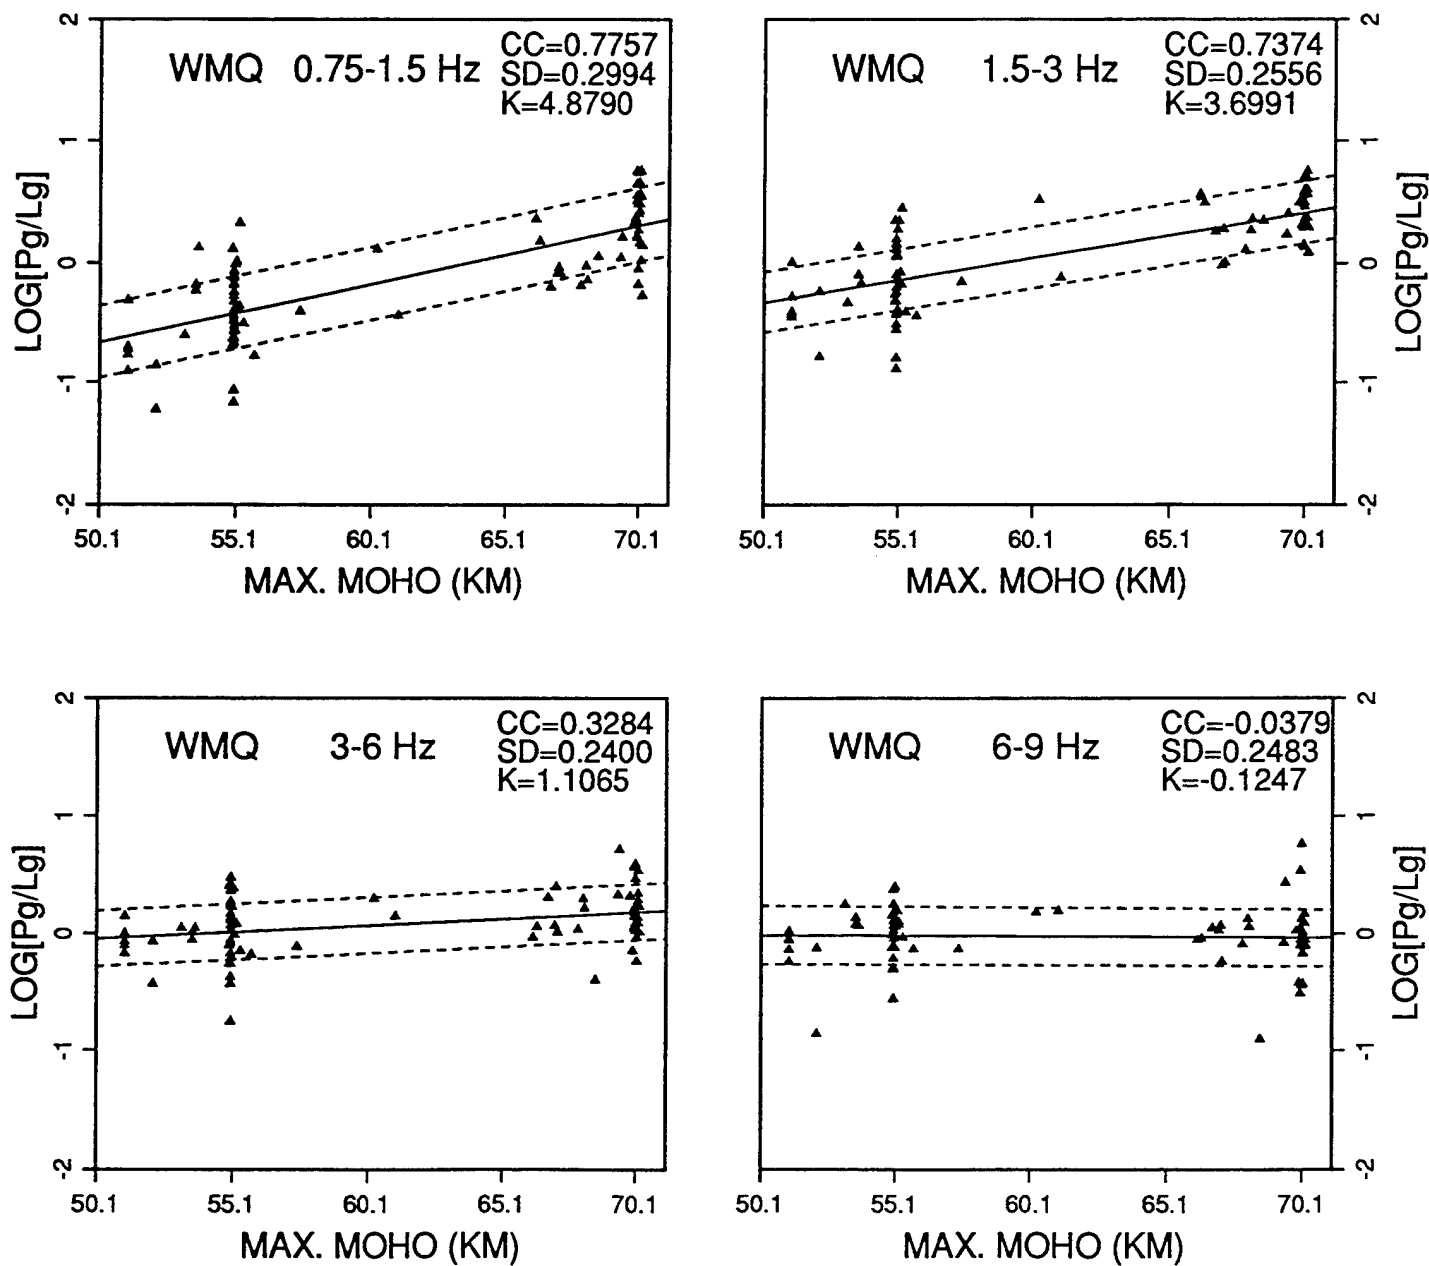 WMQ 0.75-1.5 Hz
CC=0.7757
SD=0.2994
K=4.8790
2
1
0
-1
-2
LOG[Pg/Lg]
50.1 55.1 60.1 65.1 70.1
MAX. MOHO (KM)
WMQ 1.5-3 Hz
CC=0.7374
SD=0.2556
K=3.6991
2
1
0
-1
-2
LOG[Pg/Lg]
50.1 55.1 60.1 65.1 70.1
MAX. MOHO (KM)
WMQ 3-6 Hz
CC=0.3284
SD=0.2400
K=1.1065
2
1
0
-1
-2
LOG[Pg/Lg]
50.1 55.1 60.1 65.1 70.1
MAX. MOHO (KM)
WMQ 6-9 Hz
CC=-0.0379
SD=0.2483
K=-0.1247
2
1
0
-1
-2
LOG[Pg/Lg]
50.1 55.1 60.1 65.1 70.1
MAX. MOHO (KM)